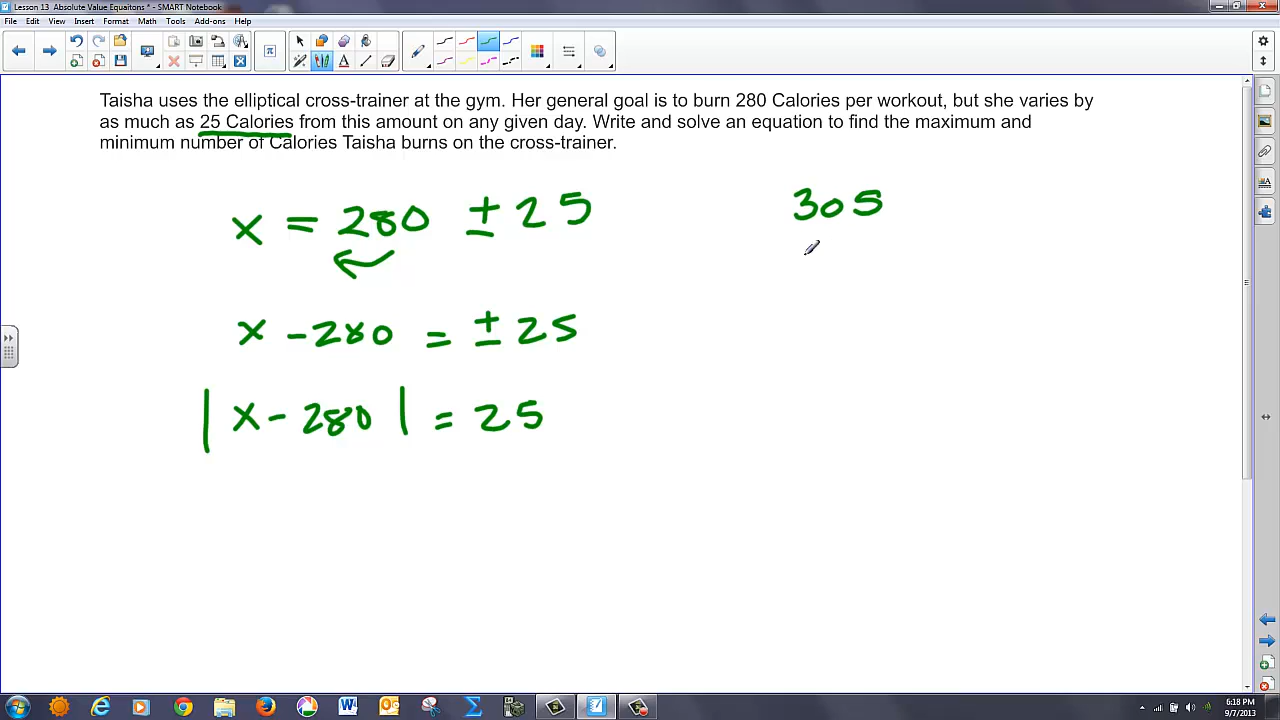 Lesson 13 Absolute Value Equaitons * - SMART Notebook
File Edit View Insert Format Math Tools Add-ons Help
Taisha uses the elliptical cross-trainer at the gym. Her general goal is to burn 280 Calories per workout, but she varies by
as much as 25 Calories from this amount on any given day. Write and solve an equation to find the maximum and
minimum number of Calories Taisha burns on the cross-trainer.
x = 280 ± 25
305
x - 280 = ± 25
| x - 280 | = 25
6:18 PM
9/7/2013